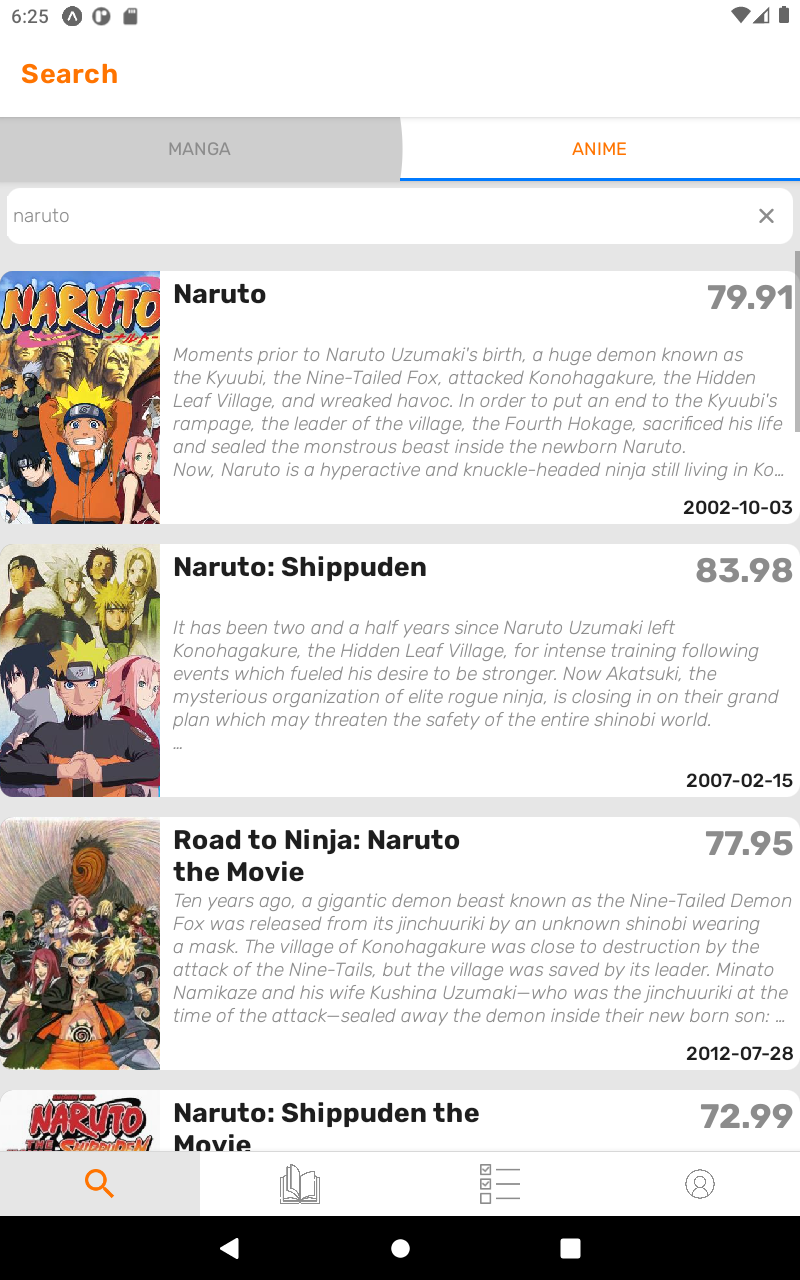 6:25
Search
MANGA
ANIME
naruto
NARUTO
ナルト
Naruto
79.91
Moments prior to Naruto Uzumaki's birth, a huge demon known as
the Kyuubi, the Nine-Tailed Fox, attacked Konohagakure, the Hidden
Leaf Village, and wreaked havoc. In order to put an end to the Kyuubi's
rampage, the leader of the village, the Fourth Hokage, sacrificed his life
and sealed the monstrous beast inside the newborn Naruto.
Now, Naruto is a hyperactive and knuckle-headed ninja still living in Ko…
2002-10-03
Naruto: Shippuden
83.98
It has been two and a half years since Naruto Uzumaki left
Konohagakure, the Hidden Leaf Village, for intense training following
events which fueled his desire to be stronger. Now Akatsuki, the
mysterious organization of elite rogue ninja, is closing in on their grand
plan which may threaten the safety of the entire shinobi world.
…
2007-02-15
Road to Ninja: Naruto
the Movie
77.95
Ten years ago, a gigantic demon beast known as the Nine-Tailed Demon
Fox was released from its jinchuuriki by an unknown shinobi wearing
a mask. The village of Konohagakure was close to destruction by the
attack of the Nine-Tails, but the village was saved by its leader. Minato
Namikaze and his wife Kushina Uzumaki—who was the jinchuuriki at the
time of the attack—sealed away the demon inside their new born son: …
2012-07-28
NARUTO
THE SHIPPUDEN
Naruto: Shippuden the
Movie
72.99